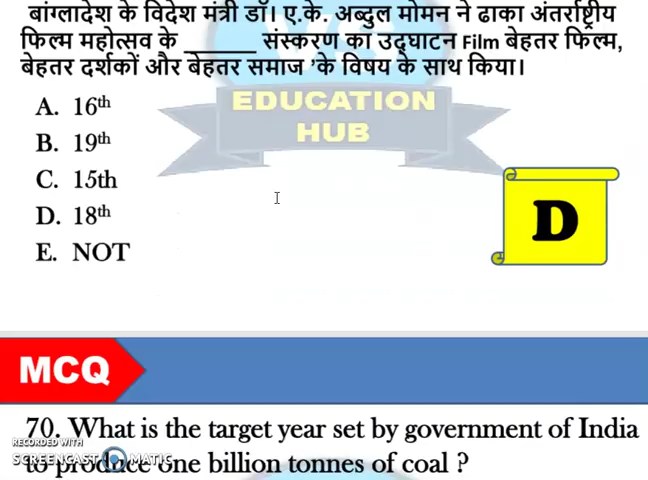 बांग्लादेश के विदेश मंत्री डॉ। ए.के. अब्दुल मोमन ने ढाका अंतर्राष्ट्रीय
फिल्म महोत्सव के ______ संस्करण का उद्घाटन Film बेहतर फिल्म,
बेहतर दर्शकों और बेहतर समाज 'के विषय के साथ किया।
EDUCATION
HUB
A. 16th
B. 19th
C. 15th
D. 18th
E. NOT
D
MCQ
70. What is the target year set by government of India
to produce one billion tonnes of coal ?
RECORDED WITH
SCREENCAST MATIC